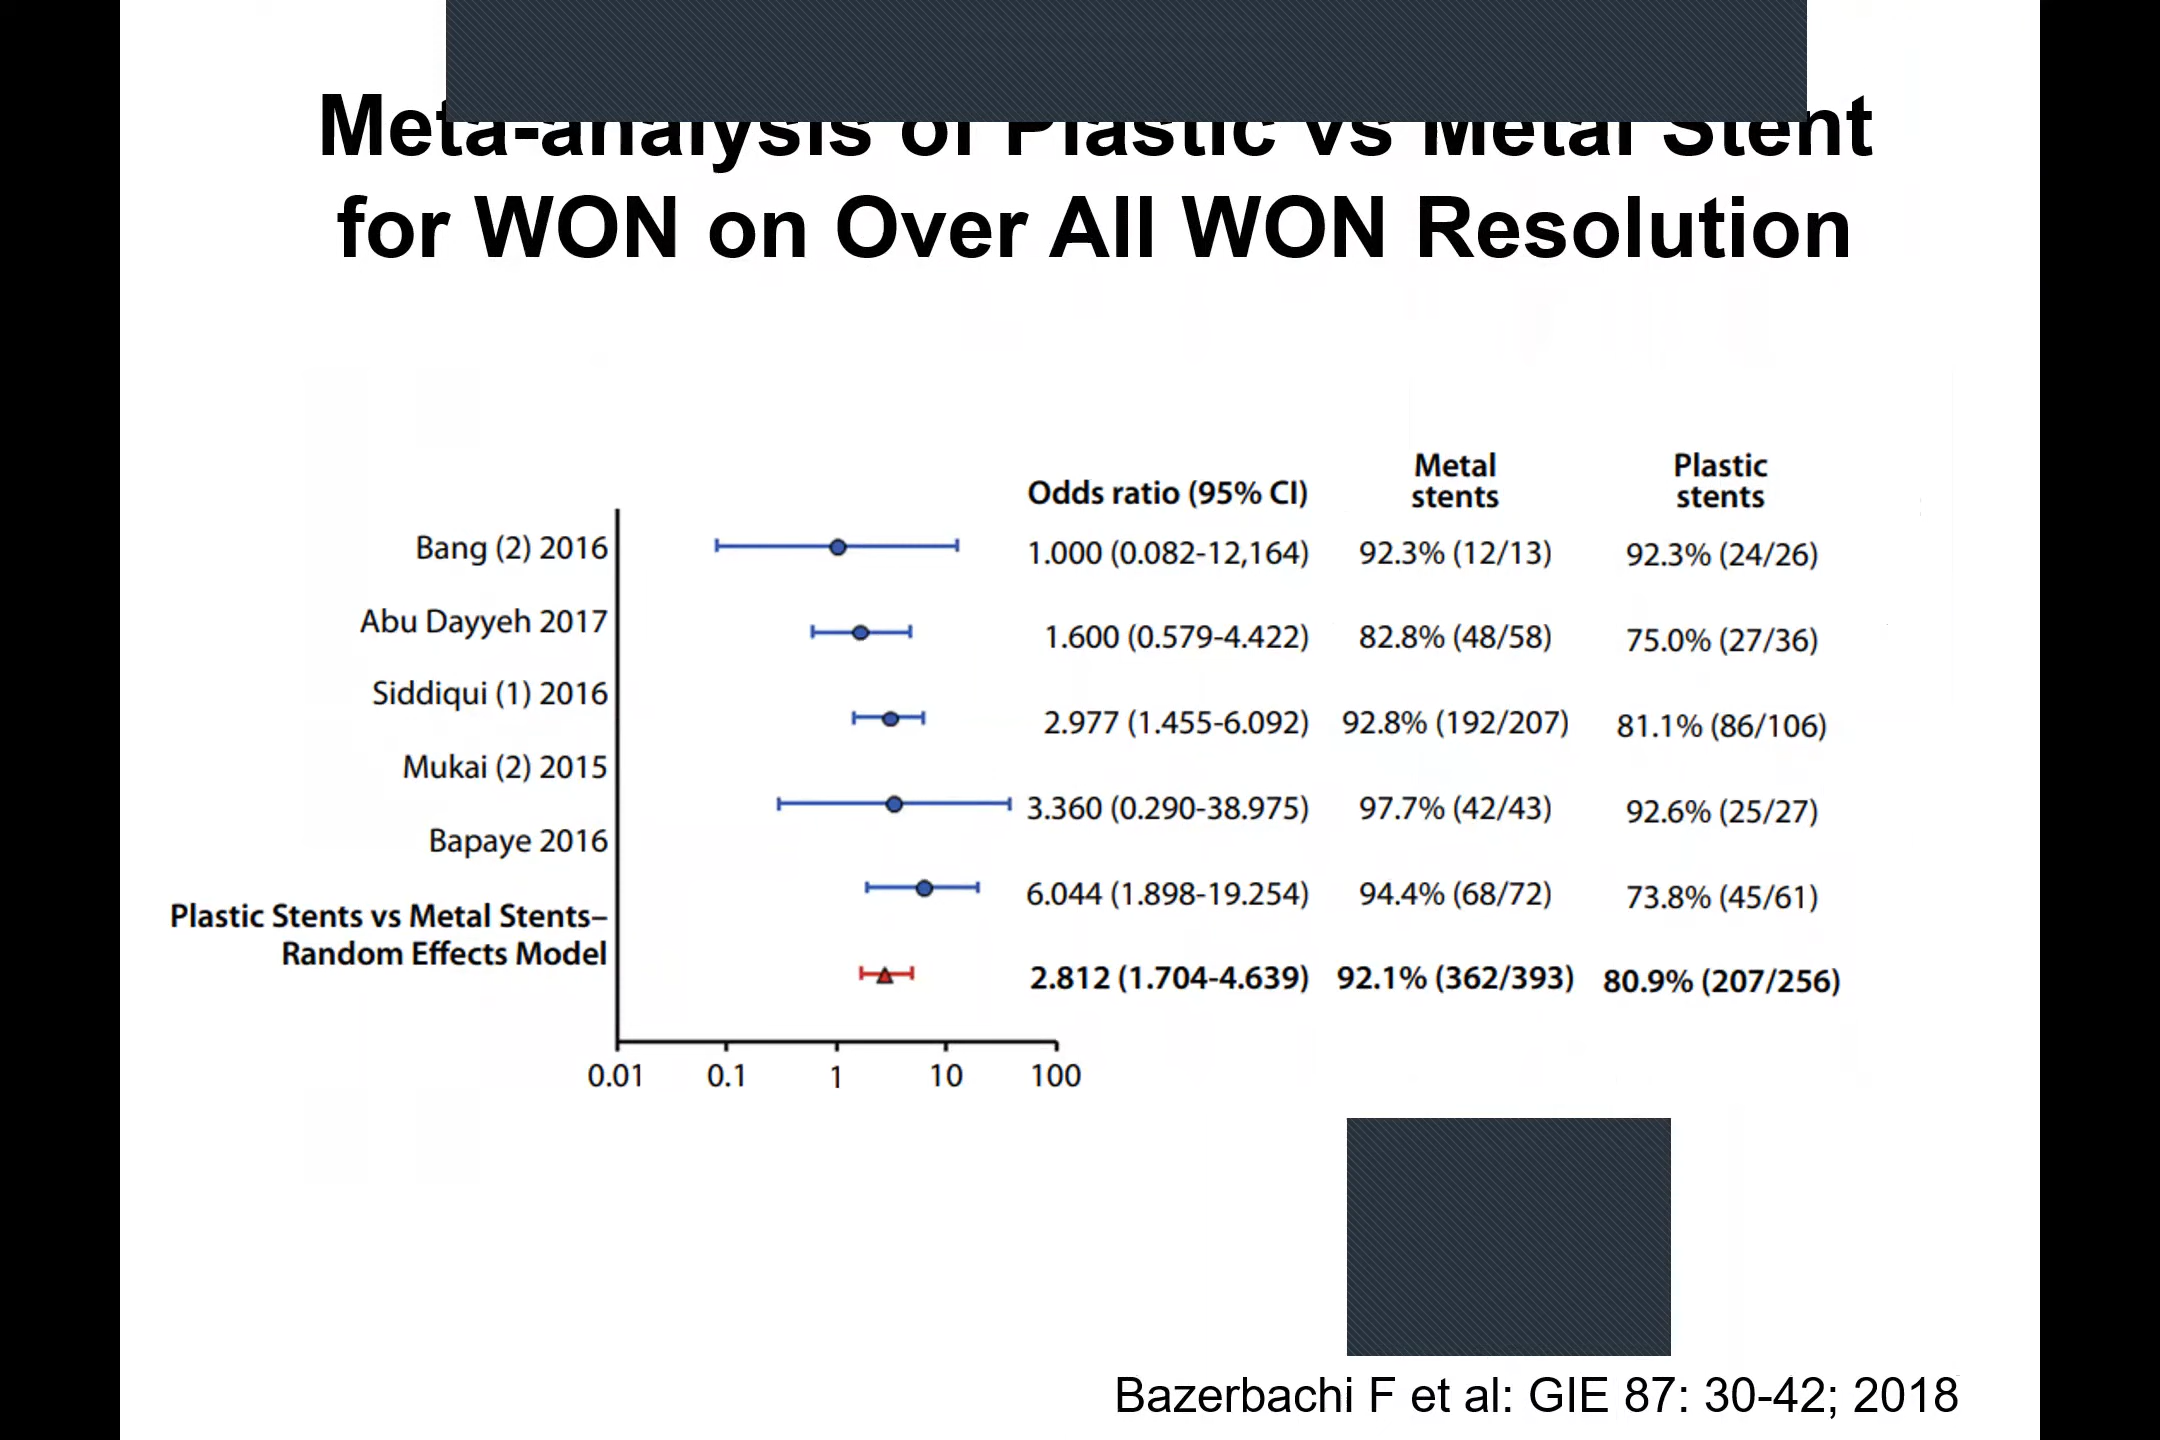 Meta-analysis of Plastic vs Metal Stent
for WON on Over All WON Resolution
Odds ratio (95% CI)
Metal
stents
Plastic
stents
Bang (2) 2016
1.000 (0.082-12,164)
92.3% (12/13)
92.3% (24/26)
Abu Dayyeh 2017
1.600 (0.579-4.422)
82.8% (48/58)
75.0% (27/36)
Siddiqui (1) 2016
2.977 (1.455-6.092)
92.8% (192/207)
81.1% (86/106)
Mukai (2) 2015
3.360 (0.290-38.975)
97.7% (42/43)
92.6% (25/27)
Bapaye 2016
6.044 (1.898-19.254)
94.4% (68/72)
73.8% (45/61)
Plastic Stents vs Metal Stents–
Random Effects Model
2.812 (1.704-4.639)
92.1% (362/393)
80.9% (207/256)
0.01
0.1
1
10
100
Bazerbachi F et al: GIE 87: 30-42; 2018